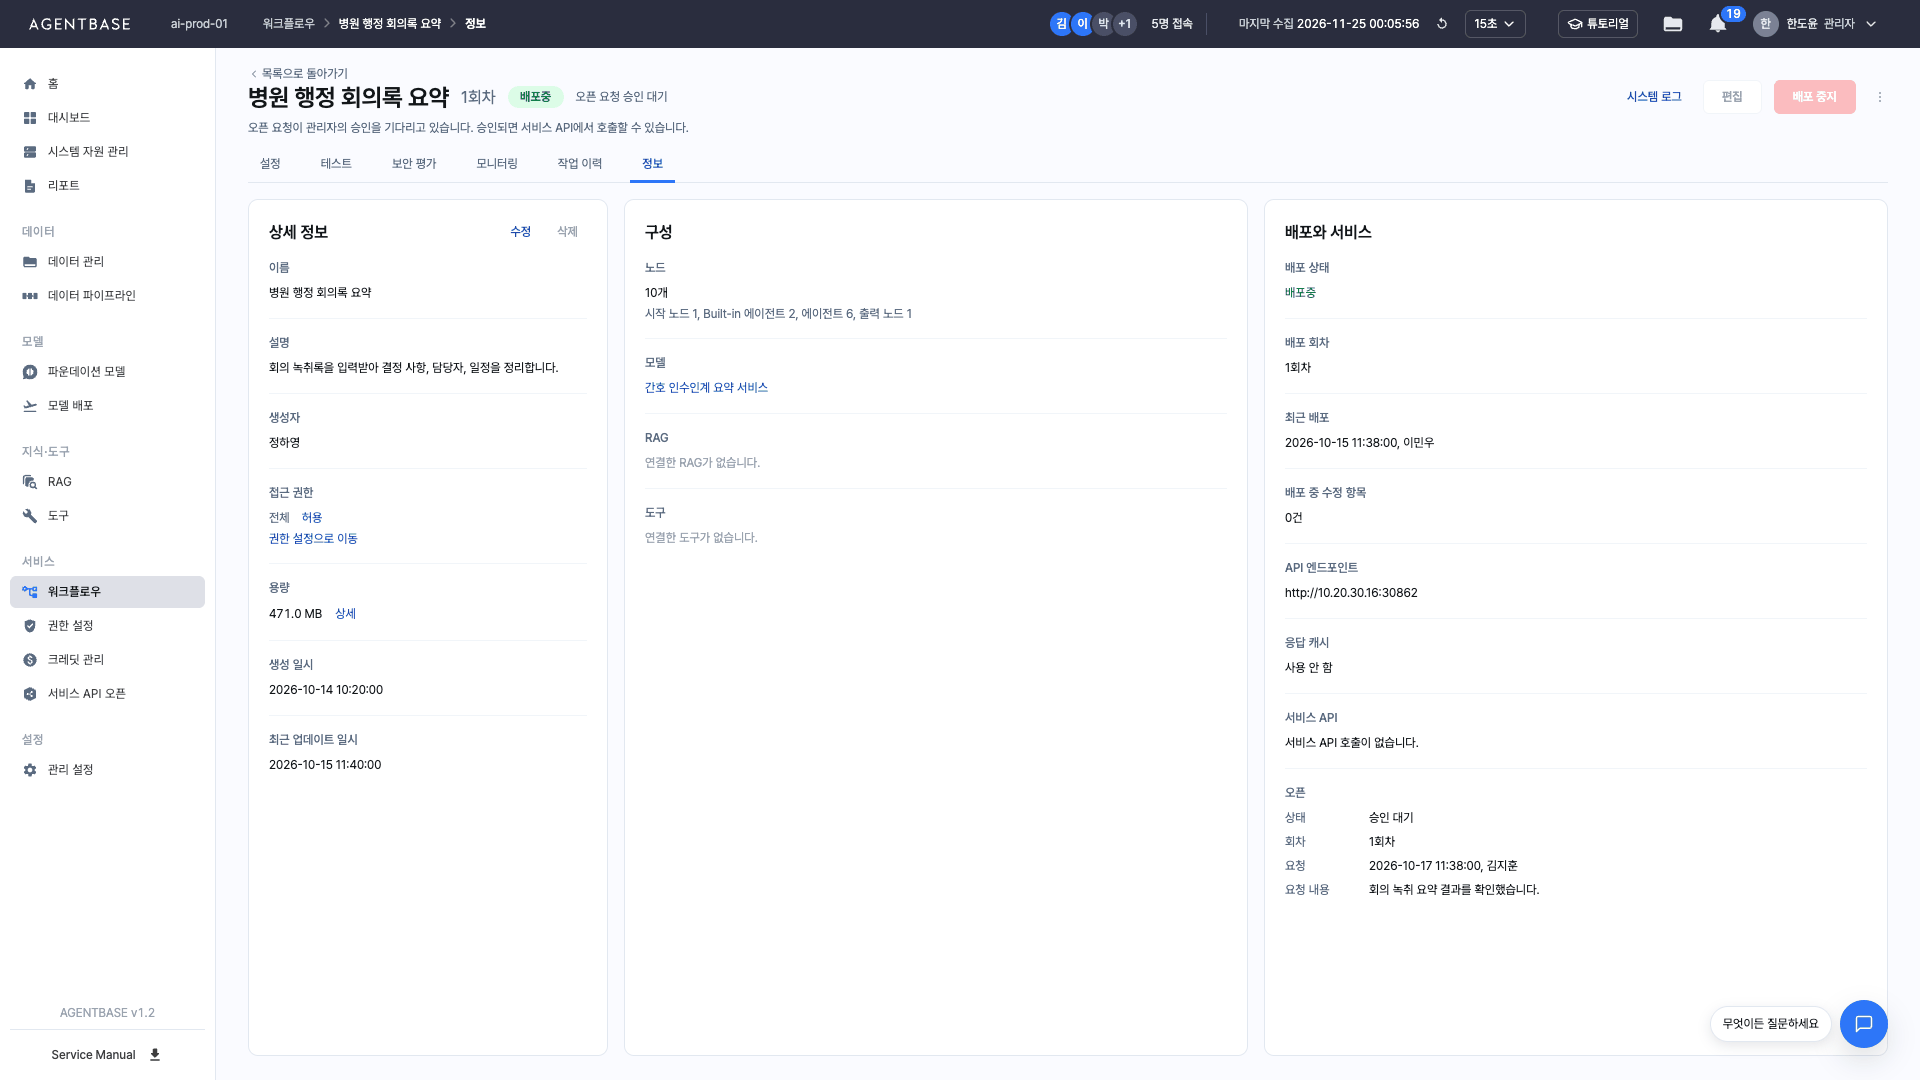 AGENTBASE
ai-prod-01
워크플로우 > 병원 행정 회의록 요약 > 정보
김 이 박 +1 5명 접속
마지막 수집 2026-11-25 00:05:56
15초
튜토리얼
19
한 한도윤 관리자
홈
대시보드
시스템 자원 관리
리포트
데이터
데이터 관리
데이터 파이프라인
모델
파운데이션 모델
모델 배포
지식·도구
RAG
도구
서비스
워크플로우
권한 설정
크레딧 관리
서비스 API 오픈
설정
관리 설정
AGENTBASE v1.2
Service Manual
목록으로 돌아가기
병원 행정 회의록 요약 1회차 배포중 오픈 요청 승인 대기
시스템 로그 편집 배포 중지
오픈 요청이 관리자의 승인을 기다리고 있습니다. 승인되면 서비스 API에서 호출할 수 있습니다.
설정 테스트 보안 평가 모니터링 작업 이력 정보
상세 정보 수정 삭제
이름
병원 행정 회의록 요약
설명
회의 녹취록을 입력받아 결정 사항, 담당자, 일정을 정리합니다.
생성자
정하영
접근 권한
전체 허용
권한 설정으로 이동
용량
471.0 MB 상세
생성 일시
2026-10-14 10:20:00
최근 업데이트 일시
2026-10-15 11:40:00
구성
노드
10개
시작 노드 1, Built-in 에이전트 2, 에이전트 6, 출력 노드 1
모델
간호 인수인계 요약 서비스
RAG
연결한 RAG가 없습니다.
도구
연결한 도구가 없습니다.
배포와 서비스
배포 상태
배포중
배포 회차
1회차
최근 배포
2026-10-15 11:38:00, 이민우
배포 중 수정 항목
0건
API 엔드포인트
http://10.20.30.16:30862
응답 캐시
사용 안 함
서비스 API
서비스 API 호출이 없습니다.
오픈
상태 승인 대기
회차 1회차
요청 2026-10-17 11:38:00, 김지훈
요청 내용 회의 녹취 요약 결과를 확인했습니다.
무엇이든 질문하세요